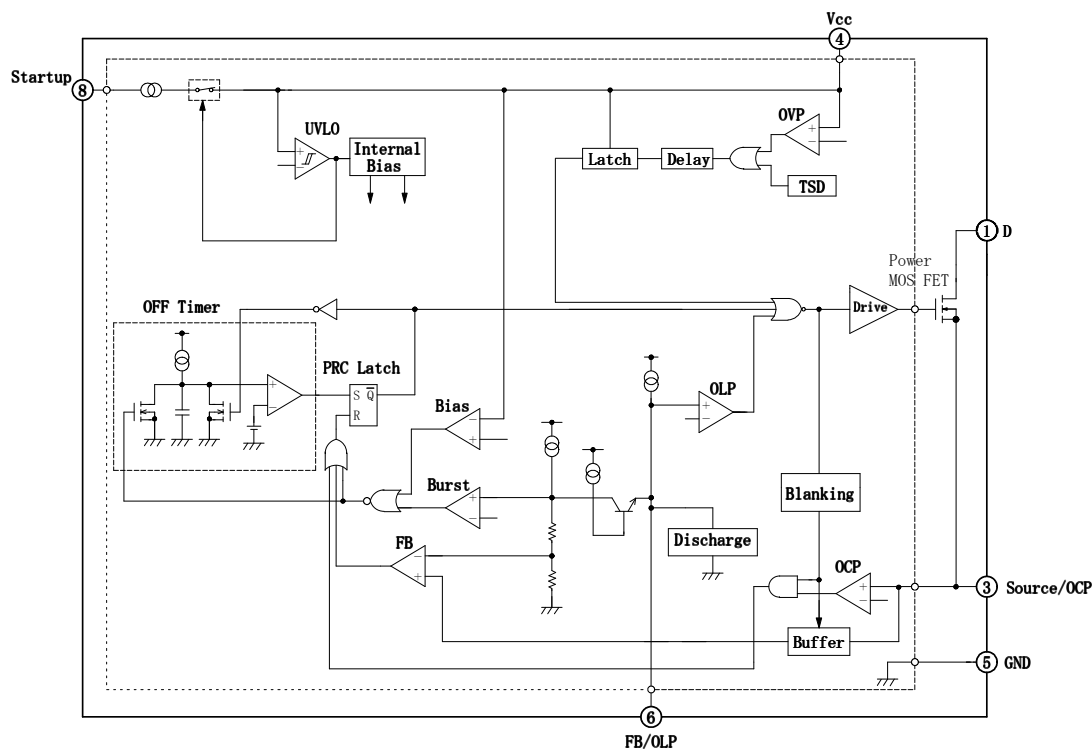 Vcc
4
Startup
8
UVLO
+
−
Internal
Bias
OVP
+
−
Latch
Delay
TSD
1
D
Power
MOS FET
OFF Timer
Drive
PRC Latch
+
−
S Q̅
R
Bias
−
+
OLP
+
−
Burst
+
−
Blanking
Discharge
FB
−
+
OCP
+
−
3
Source/OCP
Buffer
5
GND
6
FB/OLP